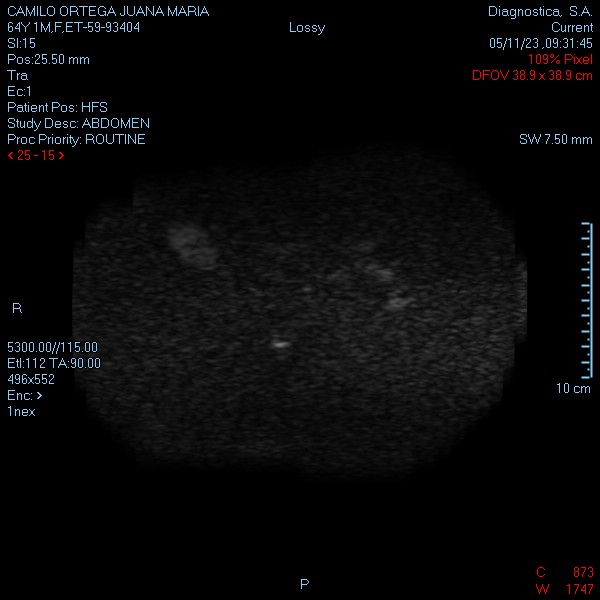 CAMILO ORTEGA JUANA MARIA
64Y 1M,F,ET-59-93404
Sl:15
Pos:25.50 mm
Tra
Ec:1
Patient Pos: HFS
Study Desc: ABDOMEN
Proc Priority: ROUTINE
< 25 - 15 >
Lossy
Diagnostica, S.A.
Current
05/11/23 ,09:31:45
109% Pixel
DFOV 38.9 x 38.9 cm
SW 7.50 mm
R
5300.00//115.00
Etl:112 TA:90.00
496x552
Enc: >
1nex
10 cm
P
C 873
W 1747